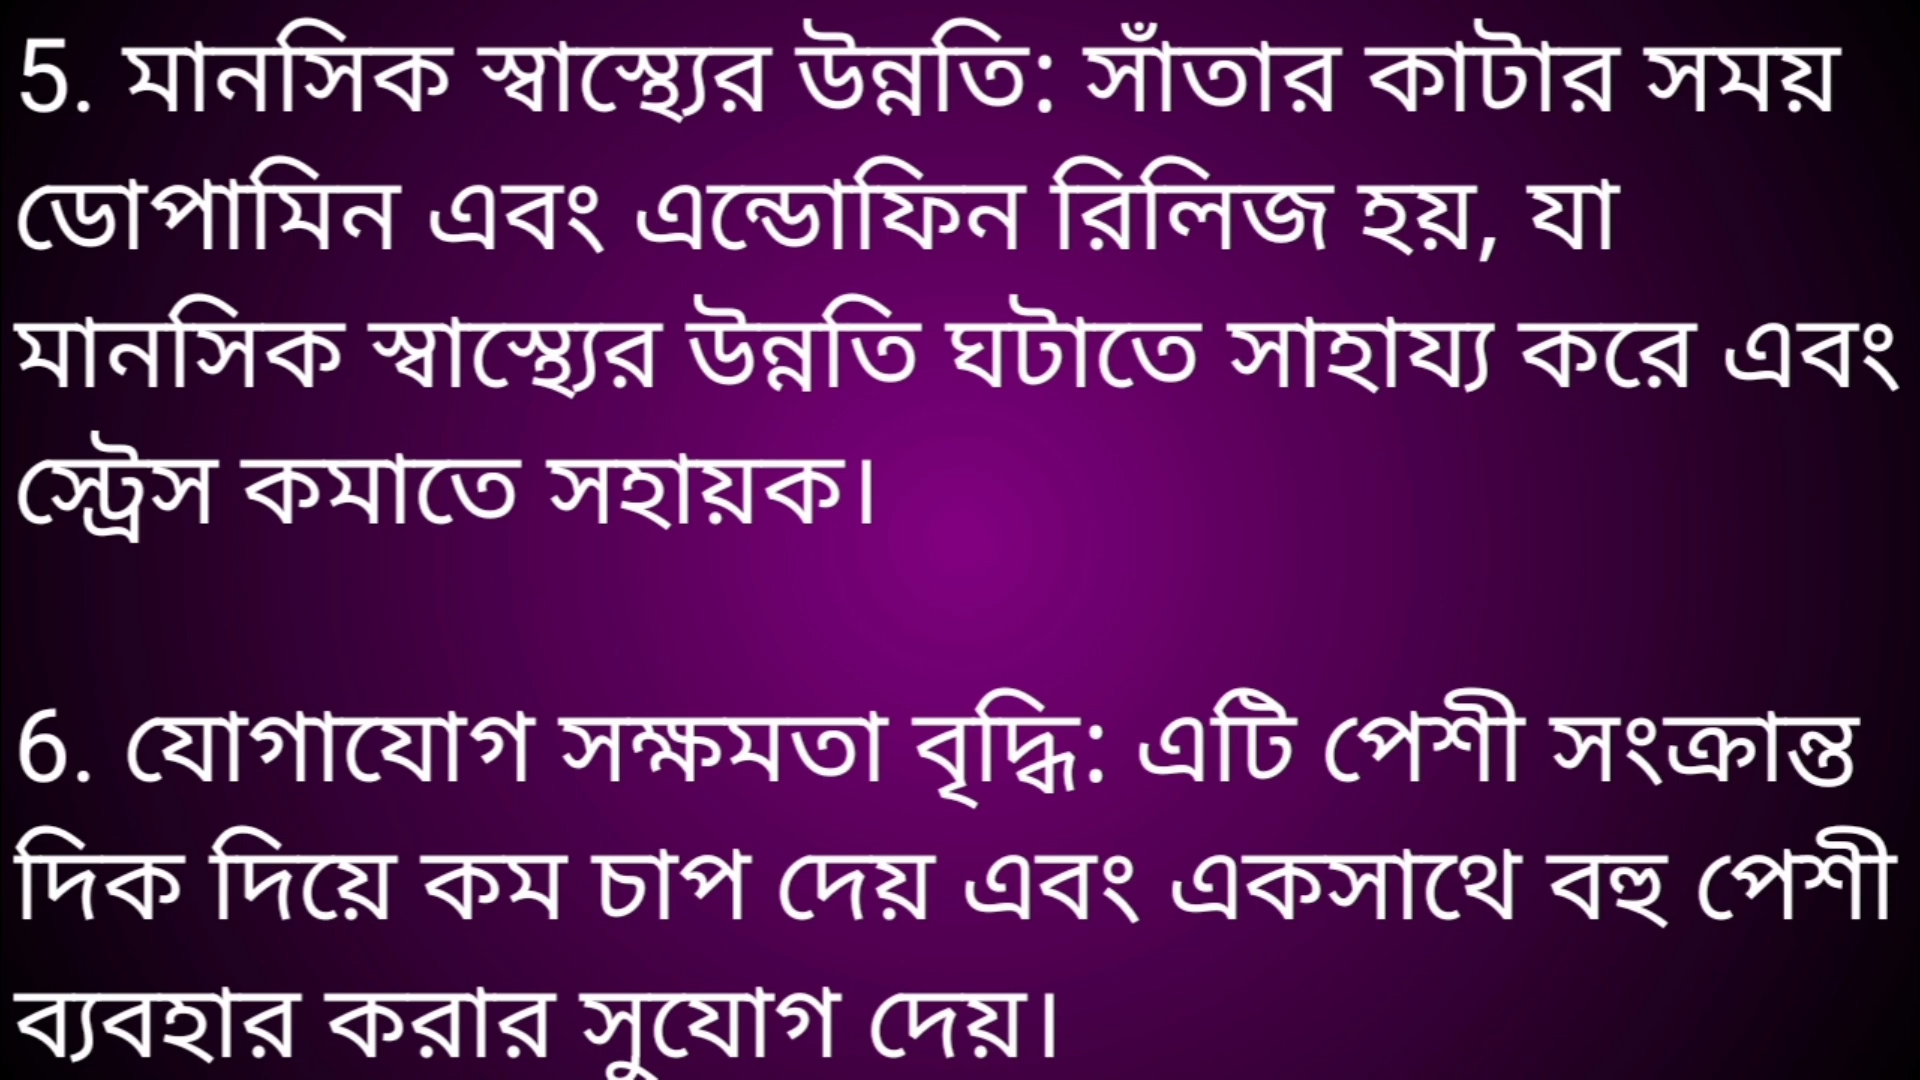 5. মানসিক স্বাস্থ্যের উন্নতি: সাঁতার কাটার সময়
ডোপামিন এবং এন্ডোফিন রিলিজ হয়, যা
মানসিক স্বাস্থ্যের উন্নতি ঘটাতে সাহায্য করে এবং
স্ট্রেস কমাতে সহায়ক।
6. যোগাযোগ সক্ষমতা বৃদ্ধি: এটি পেশী সংক্রান্ত
দিক দিয়ে কম চাপ দেয় এবং একসাথে বহু পেশী
ব্যবহার করার সুযোগ দেয়।